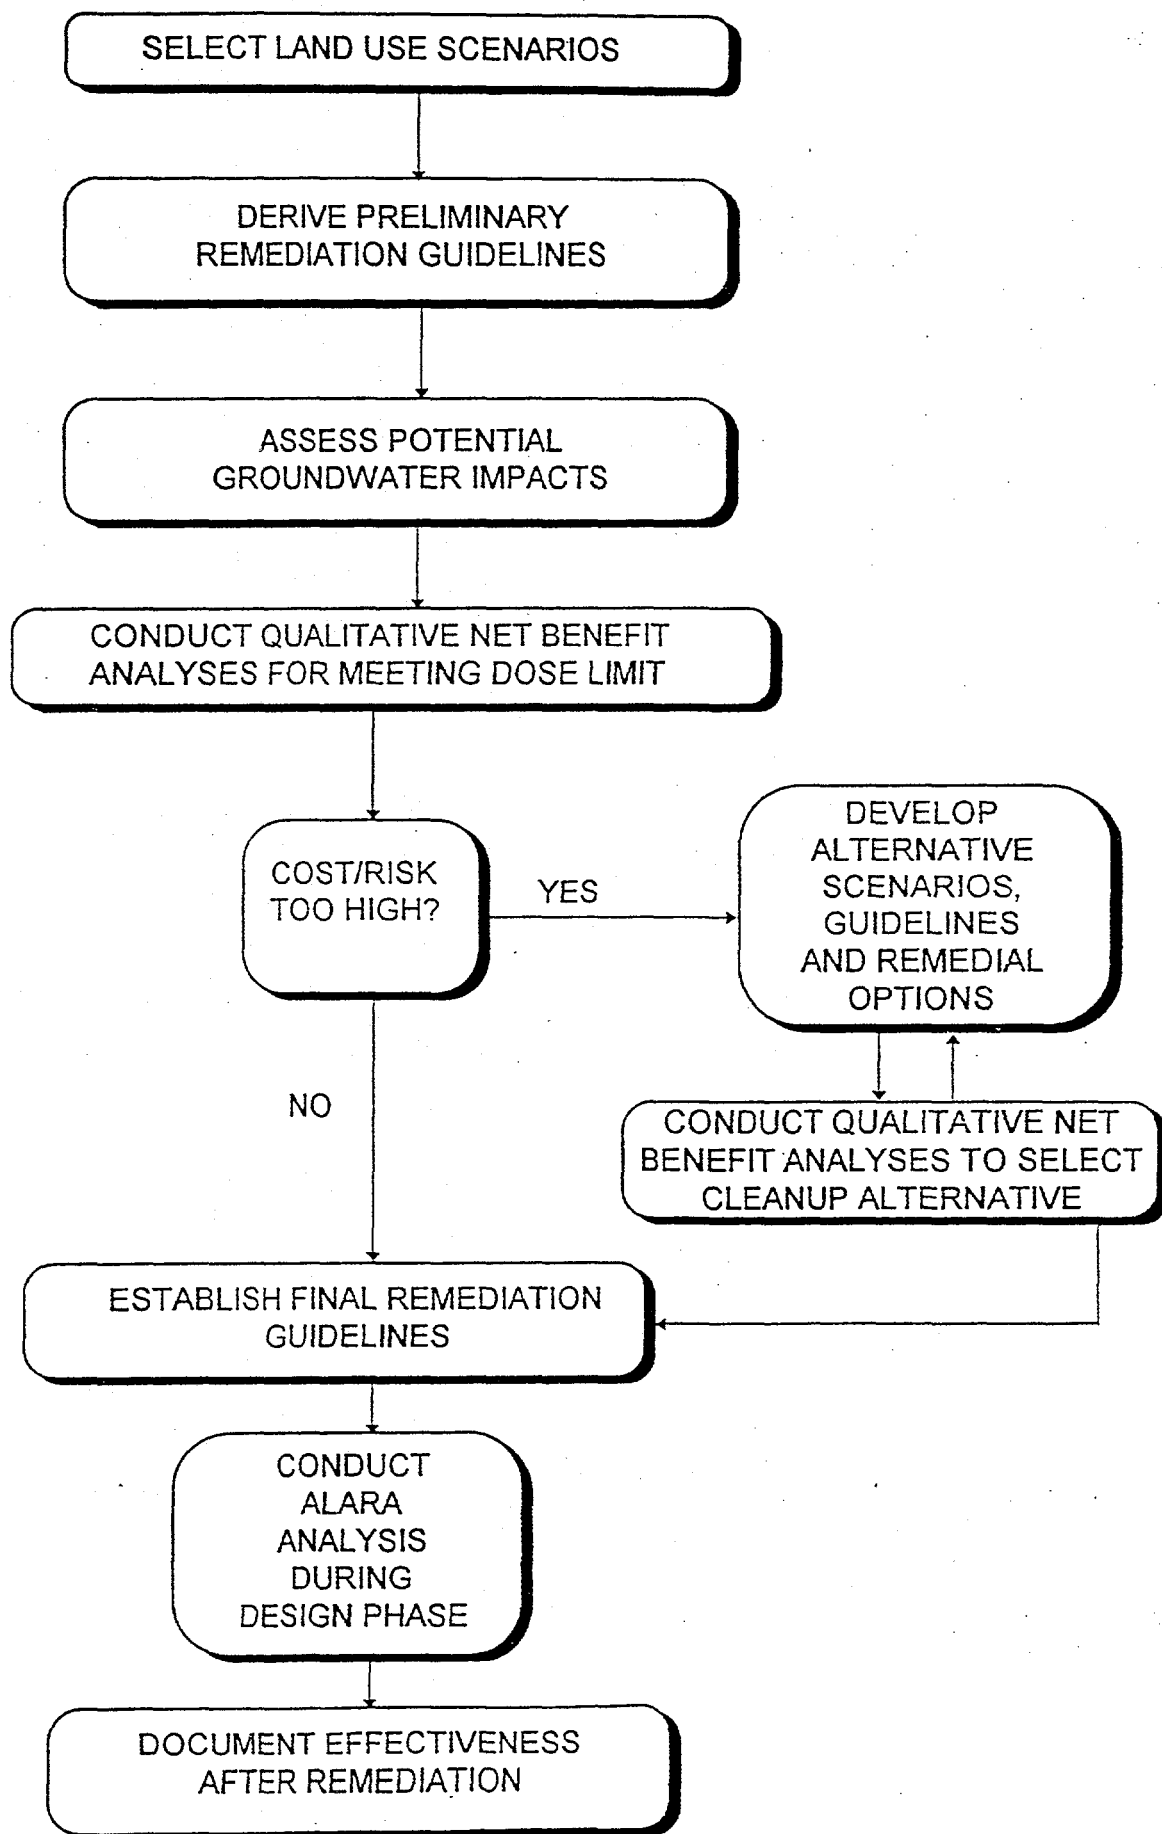 SELECT LAND USE SCENARIOS
DERIVE PRELIMINARY
REMEDIATION GUIDELINES
ASSESS POTENTIAL
GROUNDWATER IMPACTS
CONDUCT QUALITATIVE NET BENEFIT
ANALYSES FOR MEETING DOSE LIMIT
COST/RISK
TOO HIGH?
YES
DEVELOP
ALTERNATIVE
SCENARIOS,
GUIDELINES
AND REMEDIAL
OPTIONS
NO
CONDUCT QUALITATIVE NET
BENEFIT ANALYSES TO SELECT
CLEANUP ALTERNATIVE
ESTABLISH FINAL REMEDIATION
GUIDELINES
CONDUCT
ALARA
ANALYSIS
DURING
DESIGN PHASE
DOCUMENT EFFECTIVENESS
AFTER REMEDIATION